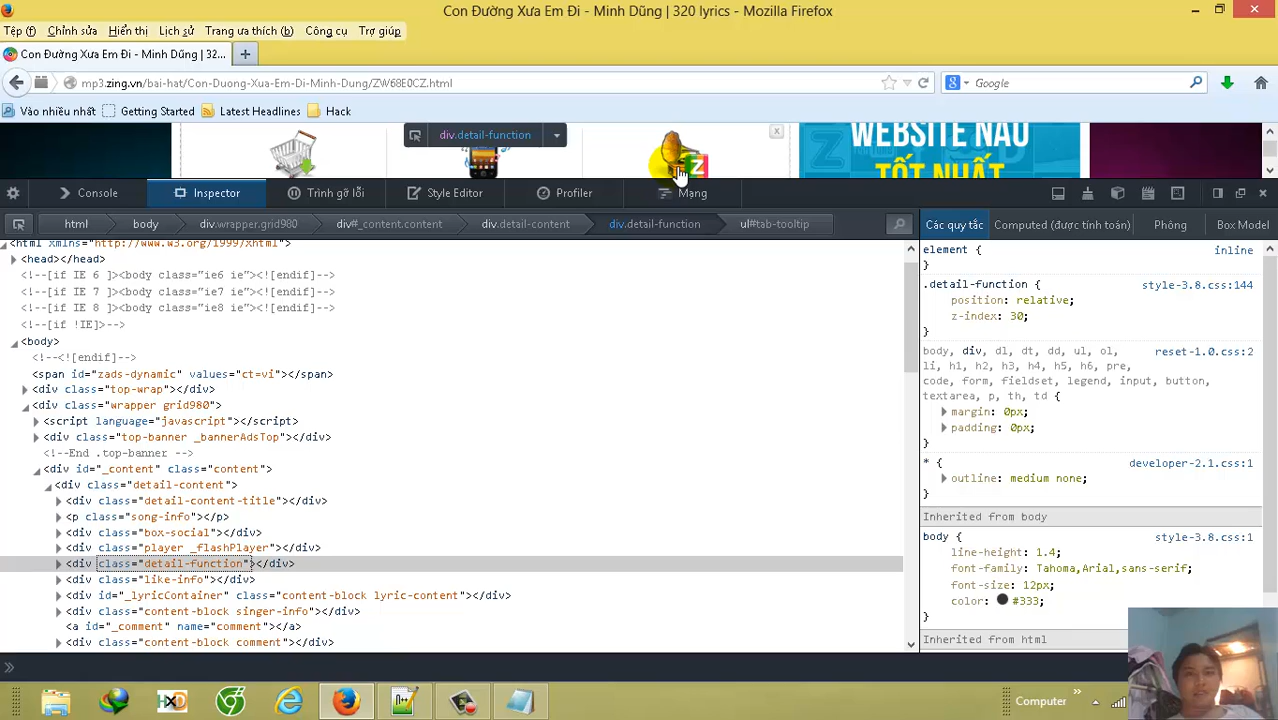 Con Đường Xưa Em Đi - Minh Dũng | 320 lyrics - Mozilla Firefox
Tệp (f) Chỉnh sửa Hiển thị Lịch sử Trang ưa thích (b) Công cụ Trợ giúp
Con Đường Xưa Em Đi - Minh Dũng | 32...
mp3.zing.vn/bai-hat/Con-Duong-Xua-Em-Di-Minh-Dung/ZW68E0CZ.html
Google
Vào nhiều nhất Getting Started Latest Headlines Hack
div.detail-function
WEBSITE NÀO
TỐT NHẤT
Console Inspector Trình gỡ lỗi Style Editor Profiler Mạng
html body div.wrapper.grid980 div#_content.content div.detail-content div.detail-function ul#tab-tooltip
Các quy tắc Computed (được tính toán) Phông Box Model
<html xmlns="http://www.w3.org/1999/xhtml">
<head></head>
<!--[if IE 6 ]><body class="ie6 ie"><![endif]-->
<!--[if IE 7 ]><body class="ie7 ie"><![endif]-->
<!--[if IE 8 ]><body class="ie8 ie"><![endif]-->
<!--[if !IE]>-->
<body>
<!--<![endif]-->
<span id="zads-dynamic" values="ct=vi"></span>
<div class="top-wrap"></div>
<div class="wrapper grid980">
<script language="javascript"></script>
<div class="top-banner _bannerAdsTop"></div>
<!--End .top-banner -->
<div id="_content" class="content">
<div class="detail-content">
<div class="detail-content-title"></div>
<p class="song-info"></p>
<div class="box-social"></div>
<div class="player _flashPlayer"></div>
<div class="detail-function"></div>
<div class="like-info"></div>
<div id="_lyricContainer" class="content-block lyric-content"></div>
<div class="content-block singer-info"></div>
<a id="_comment" name="comment"></a>
<div class="content-block comment"></div>
element { inline
}
.detail-function { style-3.8.css:144
position: relative;
z-index: 30;
}
body, div, dl, dt, dd, ul, ol, reset-1.0.css:2
li, h1, h2, h3, h4, h5, h6, pre,
code, form, fieldset, legend, input, button,
textarea, p, th, td {
margin: 0px;
padding: 0px;
}
* { developer-2.1.css:1
outline: medium none;
}
Inherited from body
body { style-3.8.css:1
line-height: 1.4;
font-family: Tahoma,Arial,sans-serif;
font-size: 12px;
color: #333;
}
Inherited from html
Computer